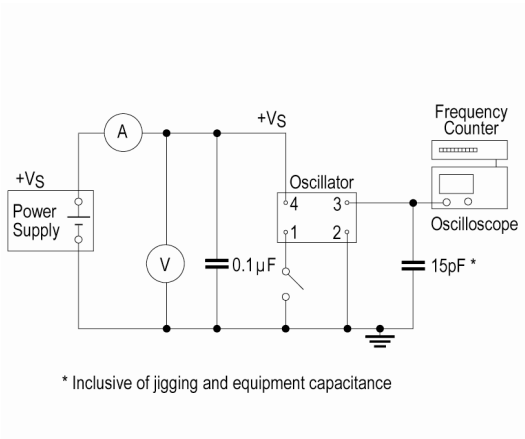 Frequency
Counter
+VS
A
Oscillator
+VS
4 3
Power
Supply
Oscilloscope
1 2
V
0.1µF
15pF *
* Inclusive of jigging and equipment capacitance